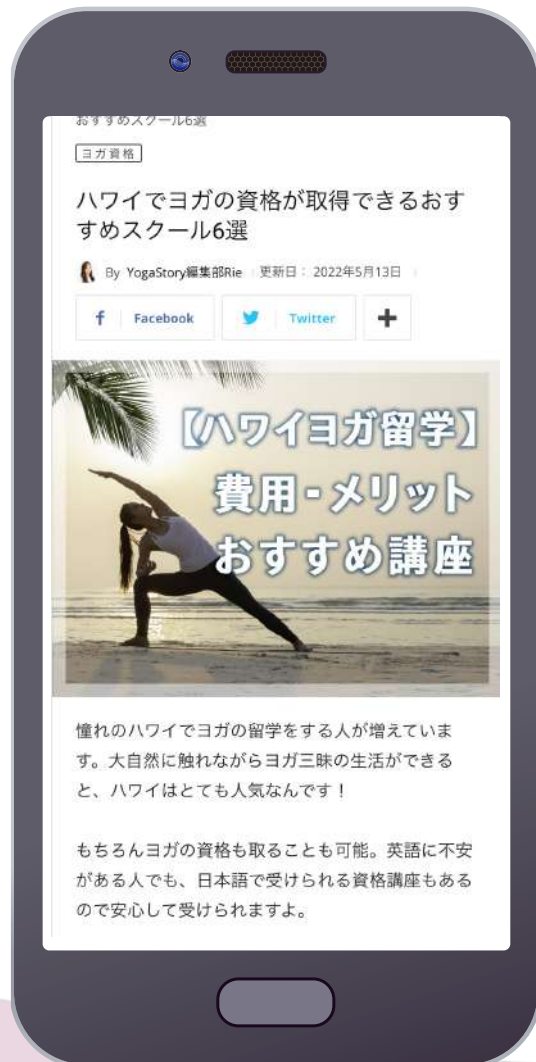 おすすめスクール6選
ヨガ資格
ハワイでヨガの資格が取得できるおす
すめスクール6選
By YogaStory編集部Rie 更新日： 2022年5月13日
Facebook Twitter
【ハワイヨガ留学】
費用・メリット
おすすめ講座
憧れのハワイでヨガの留学をする人が増えていま
す。大自然に触れながらヨガ三昧の生活ができる
と、ハワイはとても人気なんです！
もちろんヨガの資格も取ることも可能。英語に不安
がある人でも、日本語で受けられる資格講座もある
ので安心して受けられますよ。